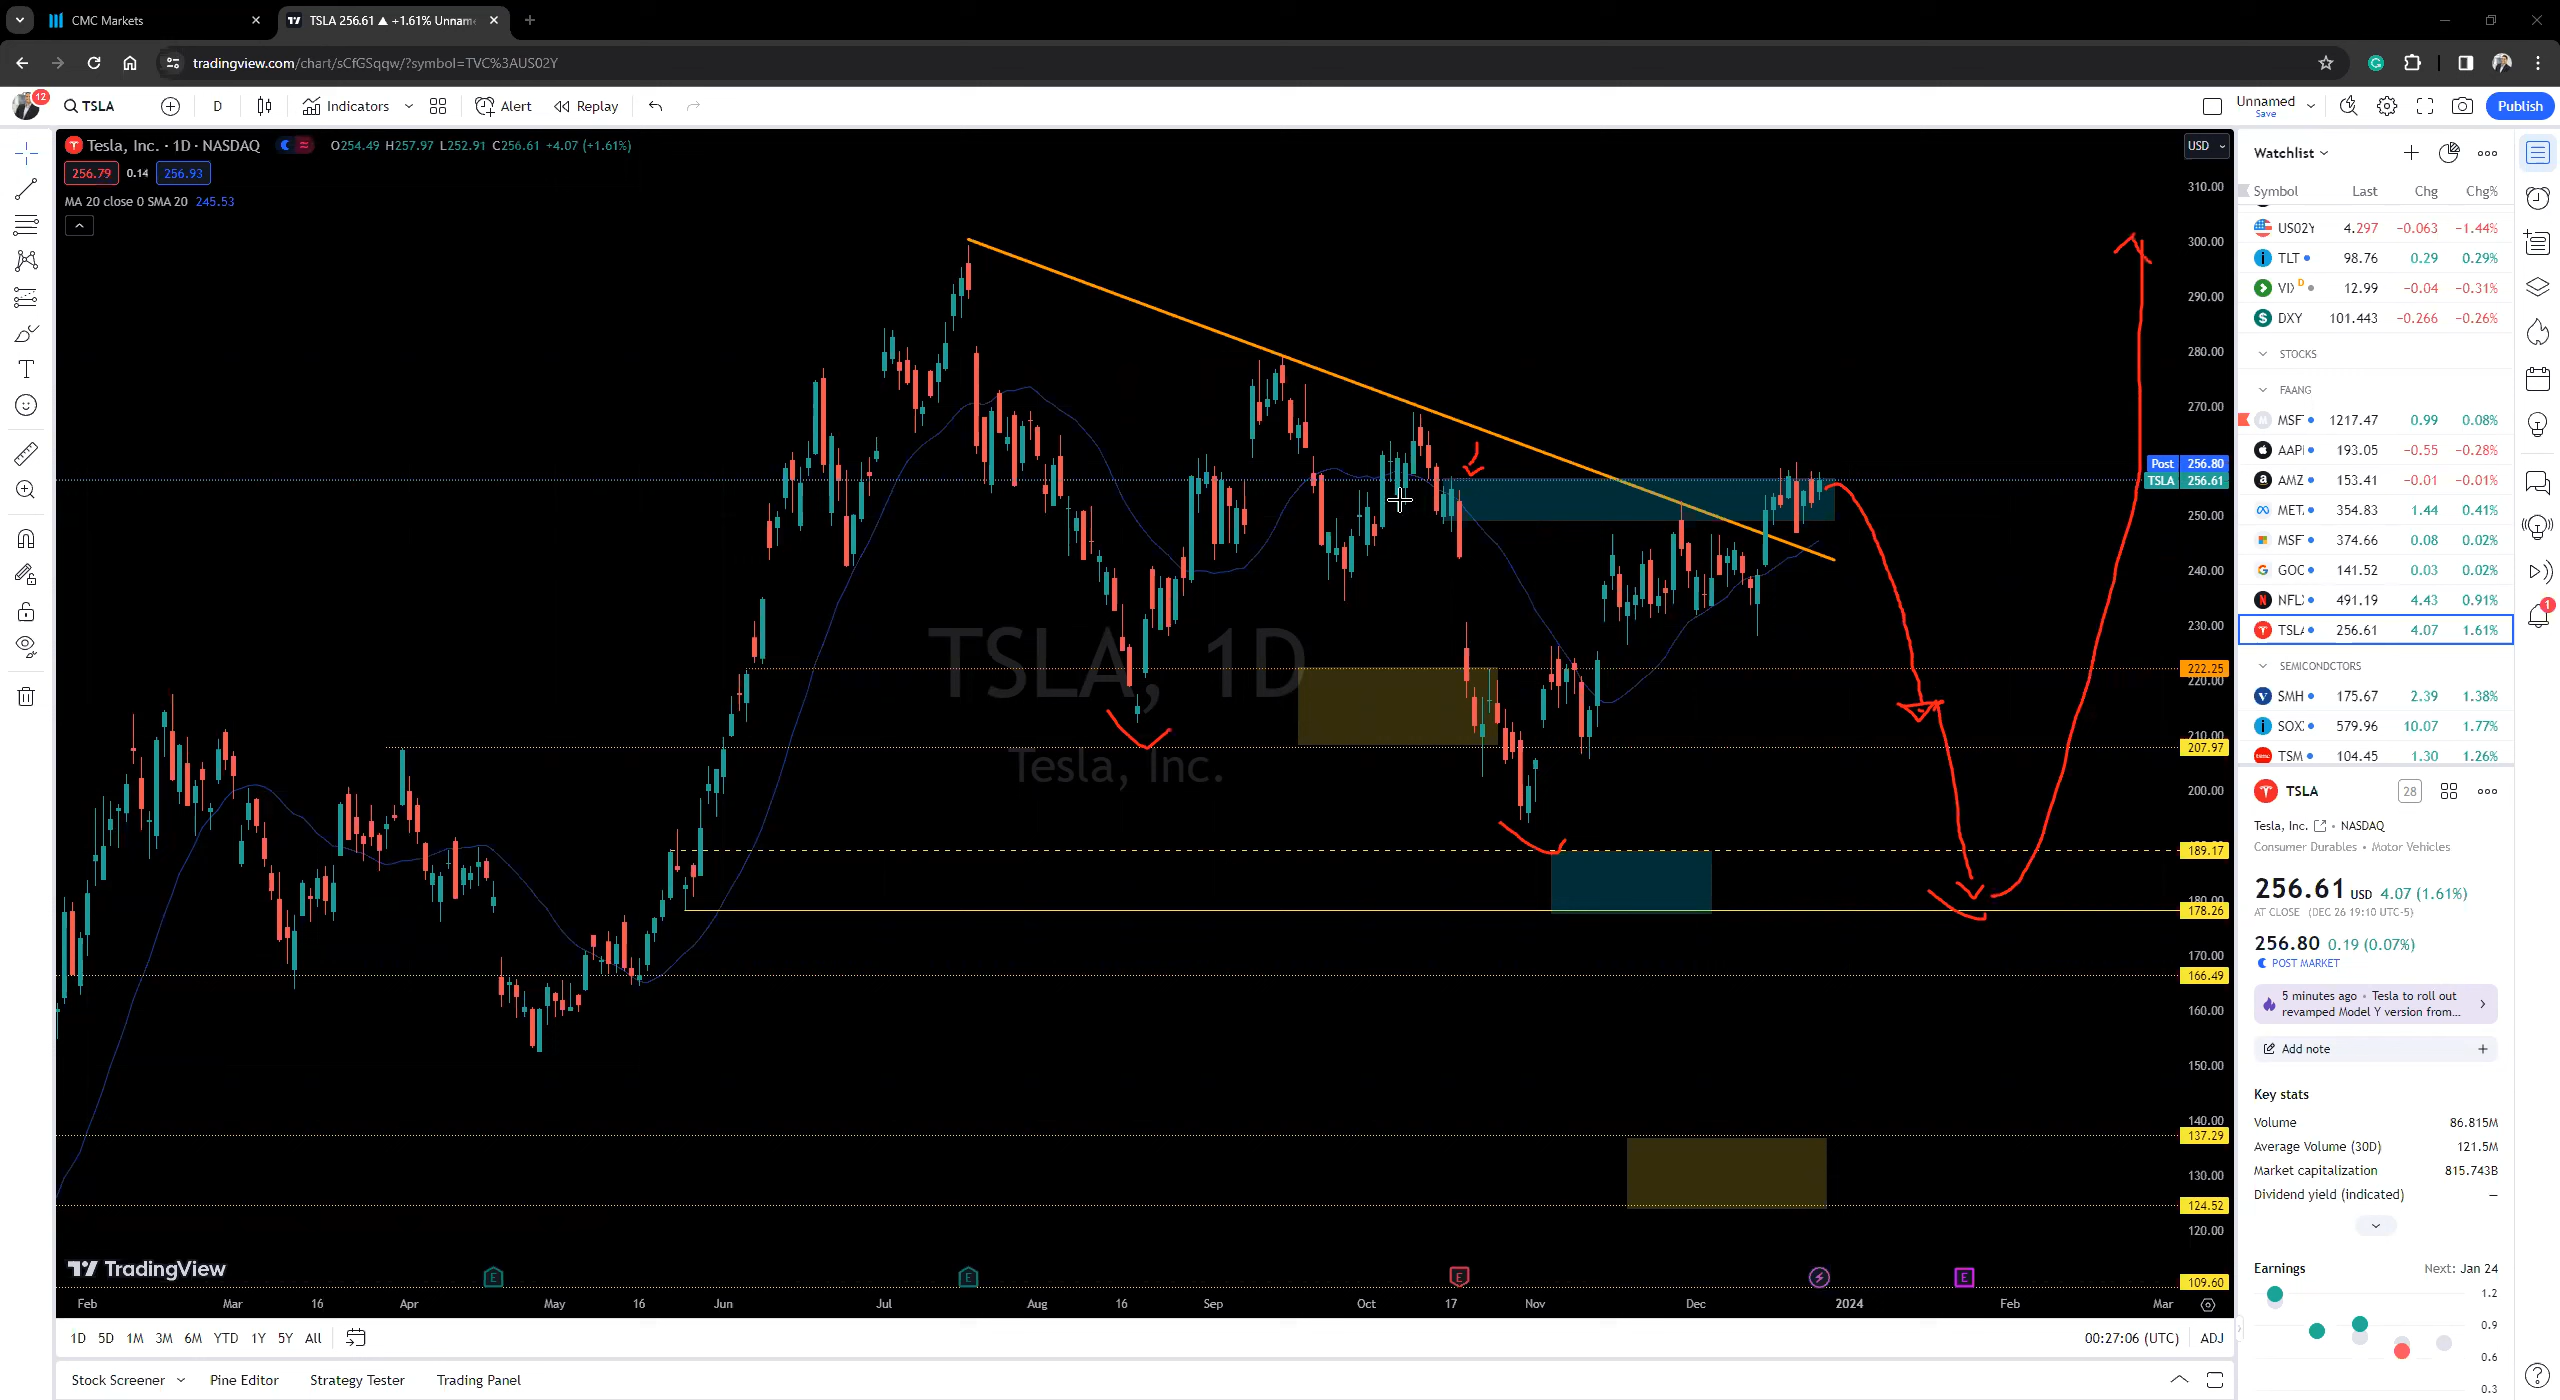 CMC Markets
TSLA 256.61 ▲ +1.61% Unnam
tradingview.com/chart/sCfGSqqw/?symbol=TVC%3AUS02Y
12
TSLA
D
Indicators
Alert
Replay
Unnamed
Save
Publish
Tesla, Inc. · 1D · NASDAQ O254.49 H257.97 L252.91 C256.61 +4.07 (+1.61%)
256.79 0.14 256.93
MA 20 close 0 SMA 20 245.53
TSLA, 1D
Tesla, Inc.
USD
310.00
300.00
290.00
280.00
270.00
Post 256.80
TSLA 256.61
250.00
240.00
230.00
222.25
220.00
210.00
207.97
200.00
189.17
180.00
178.26
170.00
166.49
160.00
150.00
140.00
137.29
130.00
124.52
120.00
109.60
TradingView
E
E
E
E
Feb Mar 16 Apr May 16 Jun Jul Aug 16 Sep Oct 17 Nov Dec 2024 Feb Mar
1D 5D 1M 3M 6M YTD 1Y 5Y All
00:27:06 (UTC) ADJ
Stock Screener Pine Editor Strategy Tester Trading Panel
Watchlist
Symbol Last Chg Chg%
US02Y 4.297 −0.063 −1.44%
TLT 98.76 0.29 0.29%
VIX D 12.99 −0.04 −0.31%
DXY 101.443 −0.266 −0.26%
STOCKS
FAANG
MSF 1217.47 0.99 0.08%
AAPL 193.05 −0.55 −0.28%
AMZ 153.41 −0.01 −0.01%
META 354.83 1.44 0.41%
MSF 374.66 0.08 0.02%
GOO 141.52 0.03 0.02%
NFL 491.19 4.43 0.91%
TSLA 256.61 4.07 1.61%
SEMICONDCTORS
SMH 175.67 2.39 1.38%
SOX 579.96 10.07 1.77%
TSM 104.45 1.30 1.26%
1
TSLA
28
Tesla, Inc. • NASDAQ
Consumer Durables • Motor Vehicles
256.61 USD 4.07 (1.61%)
AT CLOSE (DEC 26 19:10 UTC-5)
256.80 0.19 (0.07%)
POST MARKET
5 minutes ago • Tesla to roll out
revamped Model Y version from...
Add note
Key stats
Volume 86.815M
Average Volume (30D) 121.5M
Market capitalization 815.743B
Dividend yield (indicated) —
Earnings Next: Jan 24
1.2
0.9
0.6
0.3